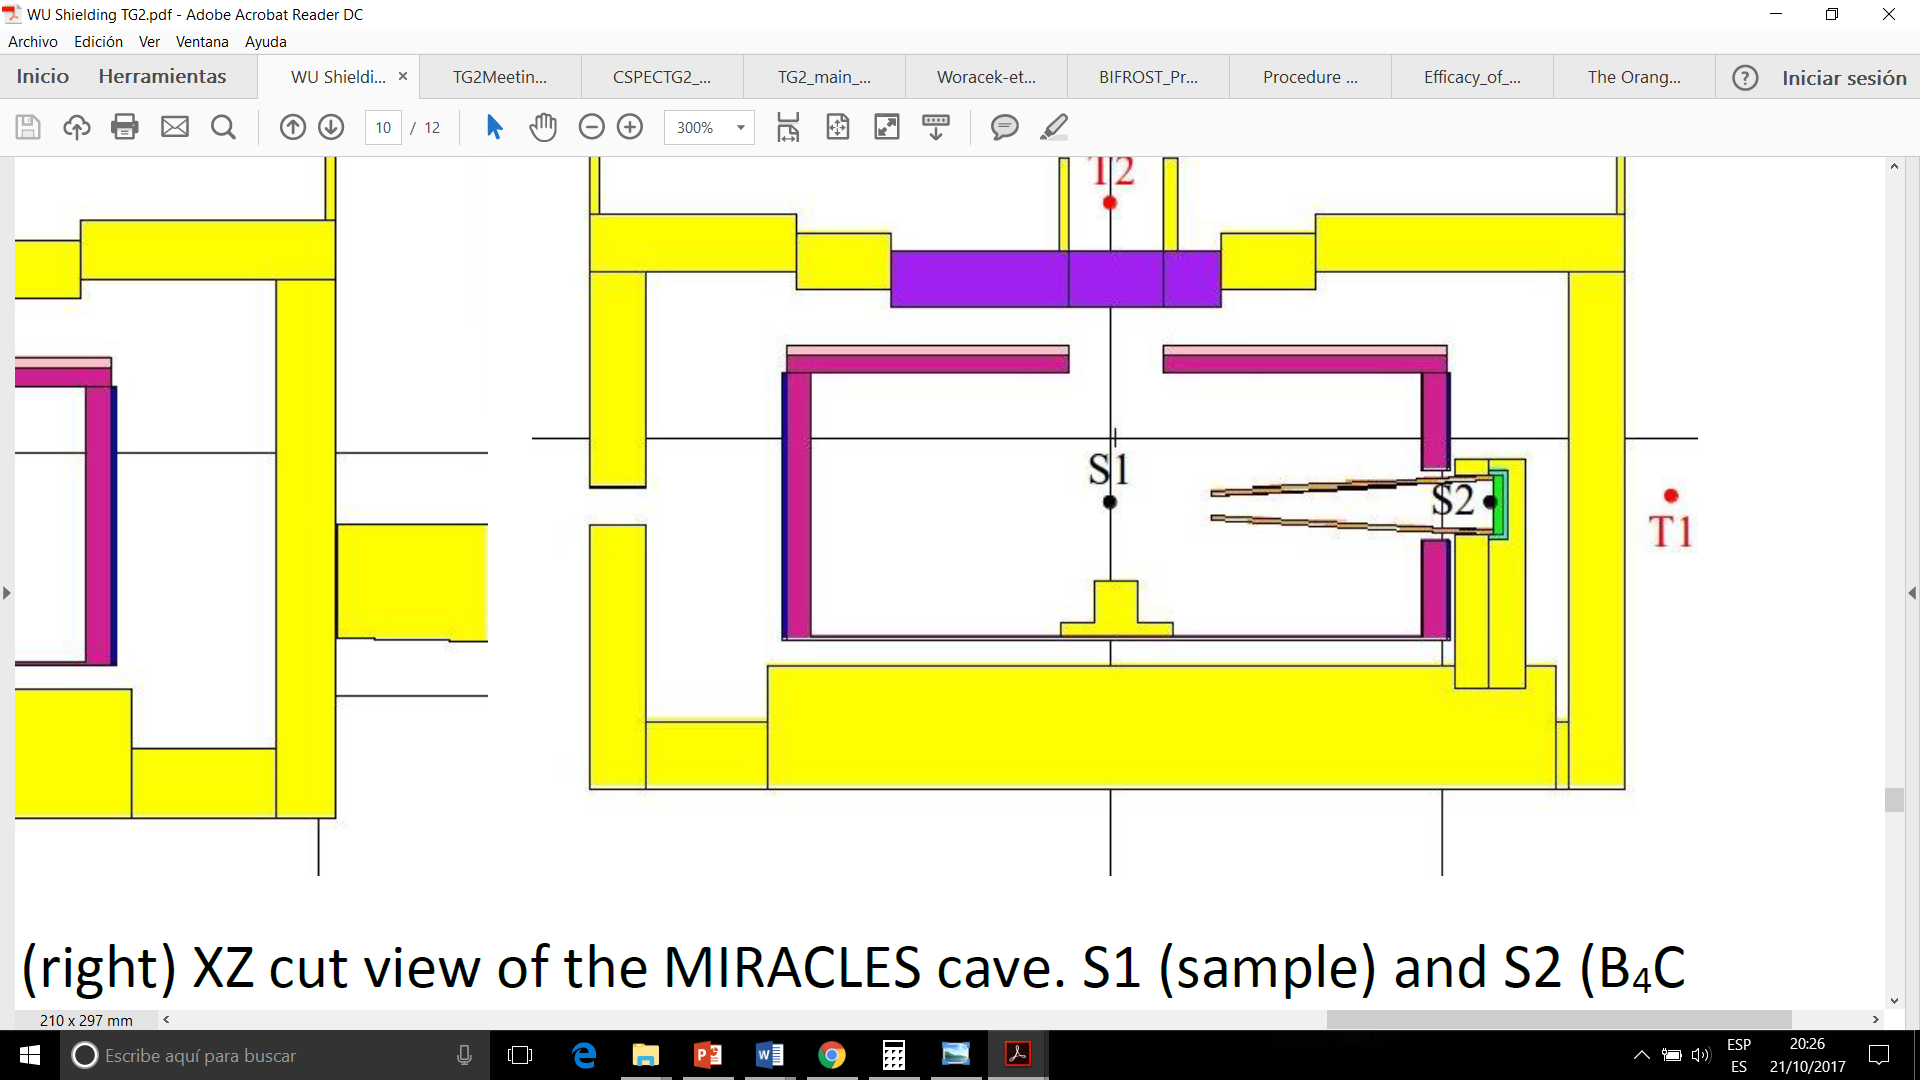 WU Shielding TG2.pdf - Adobe Acrobat Reader DC
Archivo Edición Ver Ventana Ayuda
Inicio Herramientas WU Shieldi... × TG2Meetin... CSPECTG2_... TG2_main_... Woracek-et... BIFROST_Pr... Procedure ... Efficacy_of_... The Orang... ? Iniciar sesión
10 / 12 300%
T2
S1
S2
T1
(right) XZ cut view of the MIRACLES cave. S1 (sample) and S2 (B₄C
210 x 297 mm
Escribe aquí para buscar
ESP
ES
20:26
21/10/2017